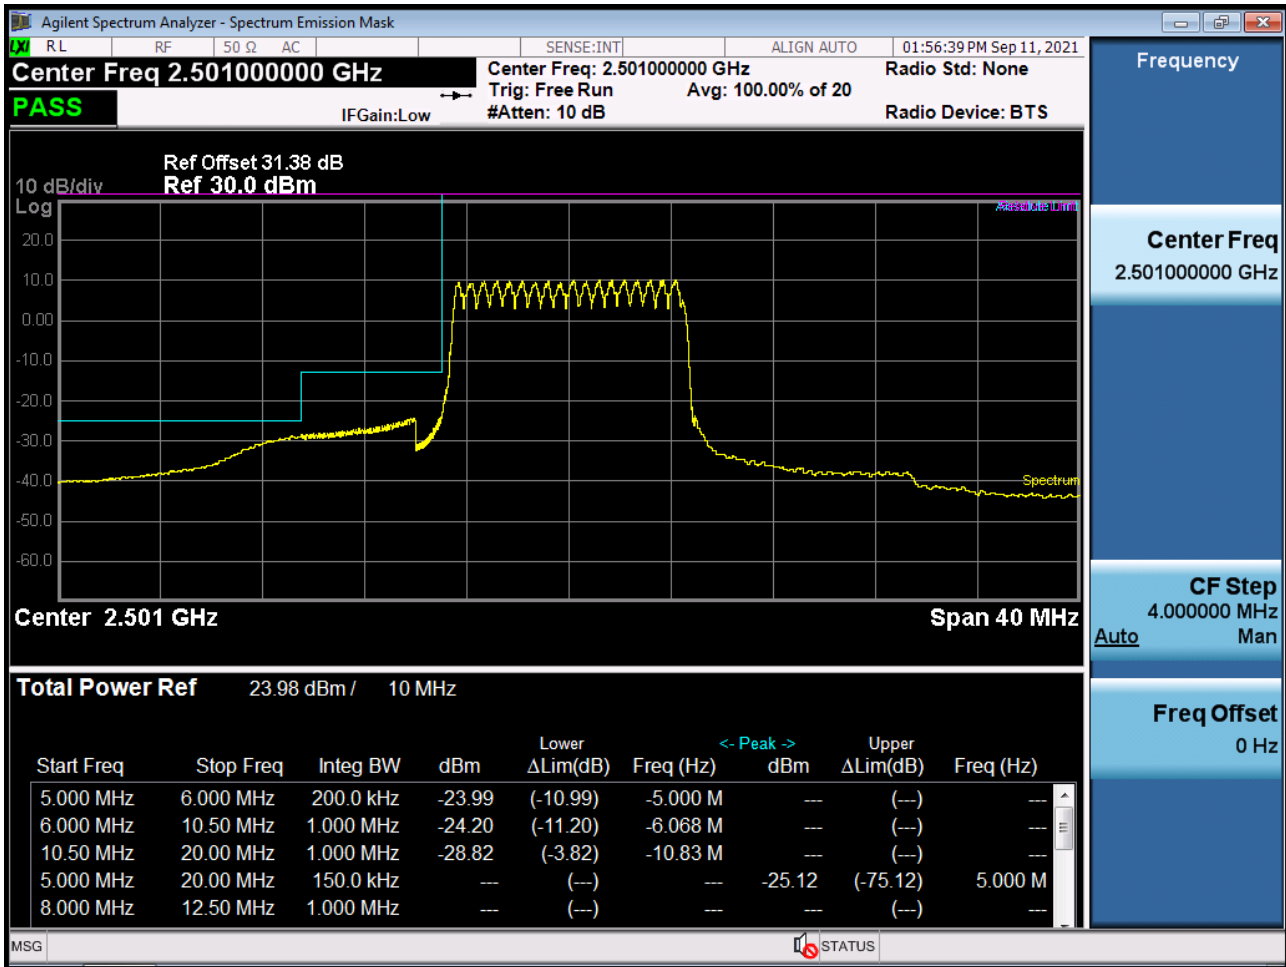 Agilent Spectrum Analyzer - Spectrum Emission Mask
LXI RL RF 50 Ω AC SENSE:INT ALIGN AUTO 01:56:39 PM Sep 11, 2021
Center Freq 2.501000000 GHz
Center Freq: 2.501000000 GHz Radio Std: None
Trig: Free Run Avg: 100.00% of 20
PASS
IFGain:Low #Atten: 10 dB Radio Device: BTS
Ref Offset 31.38 dB
10 dB/div Ref 30.0 dBm
Log
Absolute Limit
20.0
10.0
0.00
-10.0
-20.0
-30.0
-40.0
Spectrum
-50.0
-60.0
Center 2.501 GHz Span 40 MHz
Total Power Ref 23.98 dBm / 10 MHz
Lower <- Peak -> Upper
Start Freq Stop Freq Integ BW dBm ΔLim(dB) Freq (Hz) dBm ΔLim(dB) Freq (Hz)
5.000 MHz 6.000 MHz 200.0 kHz -23.99 (-10.99) -5.000 M --- (---) ---
6.000 MHz 10.50 MHz 1.000 MHz -24.20 (-11.20) -6.068 M --- (---) ---
10.50 MHz 20.00 MHz 1.000 MHz -28.82 (-3.82) -10.83 M --- (---) ---
5.000 MHz 20.00 MHz 150.0 kHz --- (---) --- -25.12 (-75.12) 5.000 M
8.000 MHz 12.50 MHz 1.000 MHz --- (---) --- --- (---) ---
MSG STATUS
Frequency
Center Freq
2.501000000 GHz
CF Step
4.000000 MHz
Auto Man
Freq Offset
0 Hz